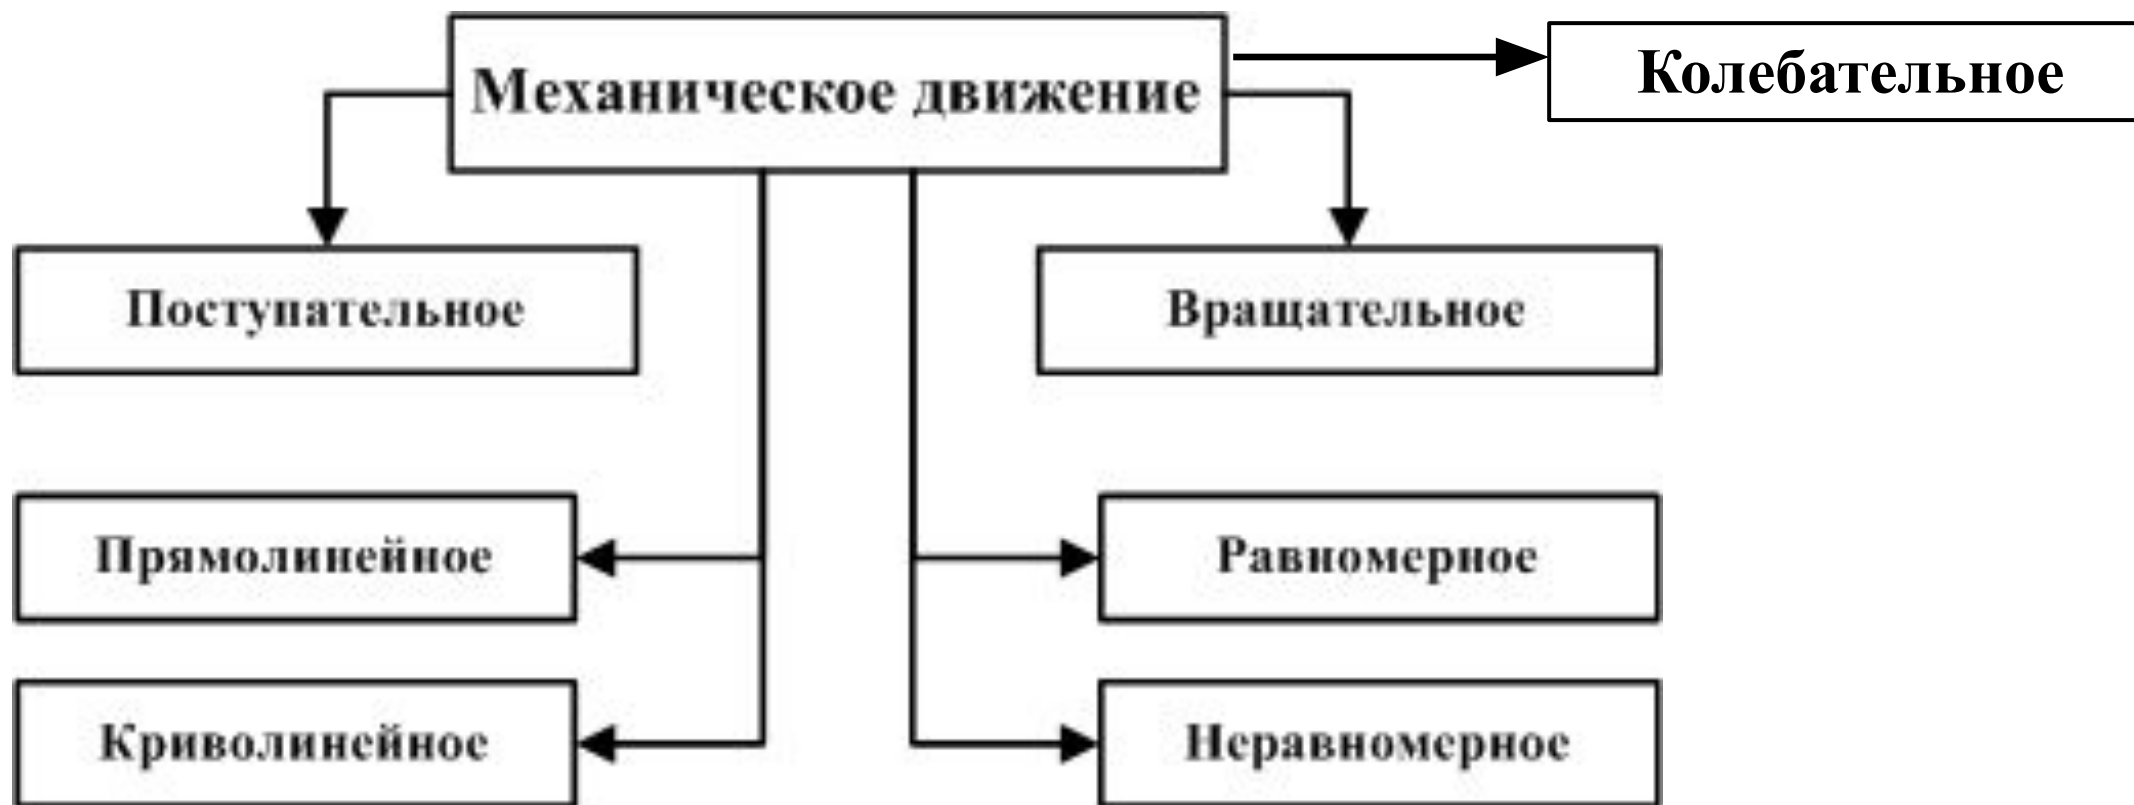 Механическое движение
Колебательное
Поступательное
Вращательное
Прямолинейное
Равномерное
Криволинейное
Неравномерное